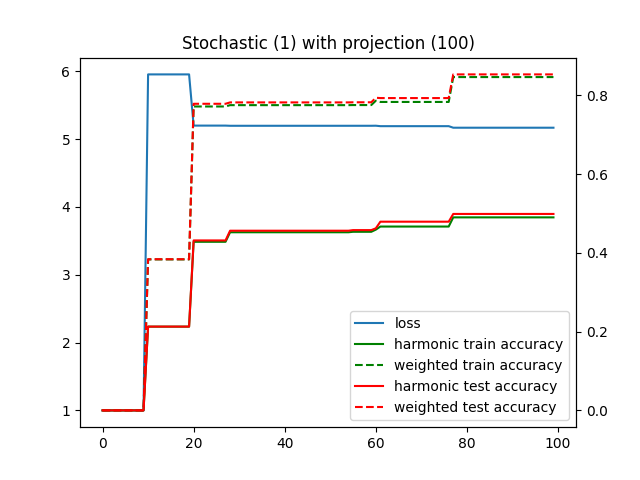 Stochastic (1) with projection (100)
6
5
4
3
2
1
0.8
0.6
0.4
0.2
0.0
loss
harmonic train accuracy
weighted train accuracy
harmonic test accuracy
weighted test accuracy
0 20 40 60 80 100